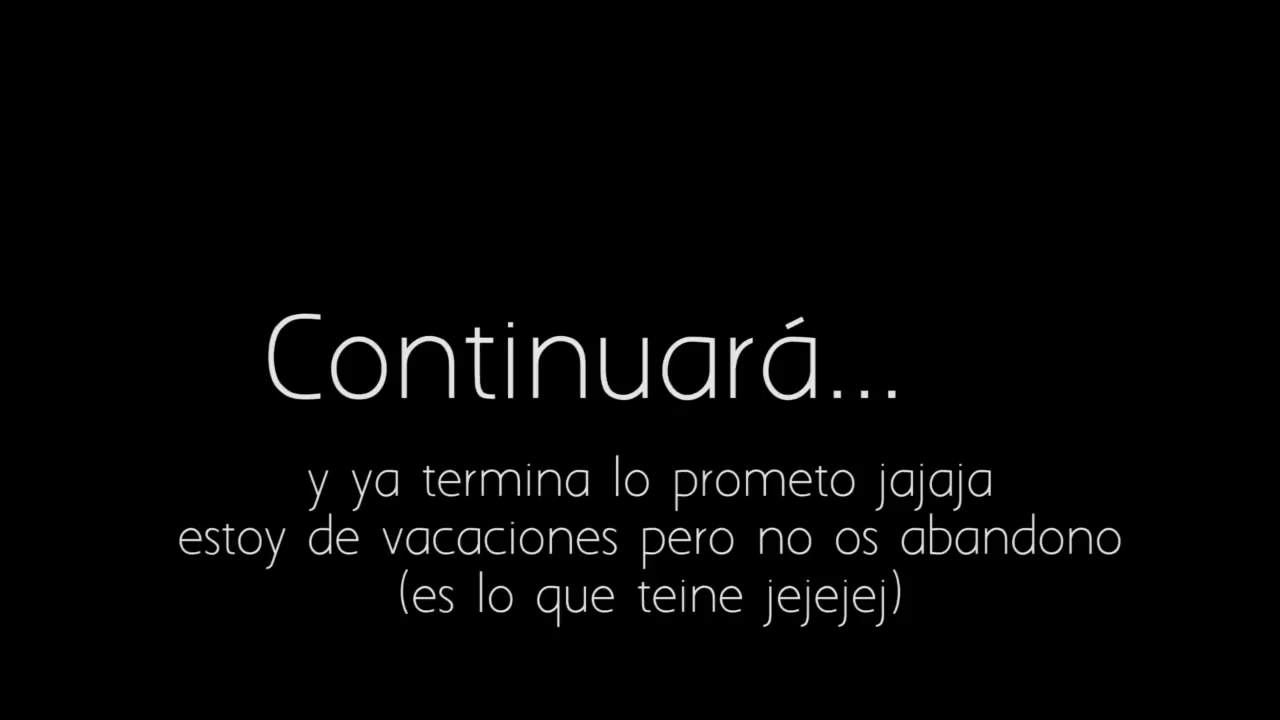 Continuará...
y ya termina lo prometo jajaja
estoy de vacaciones pero no os abandono
(es lo que teine jejejej)